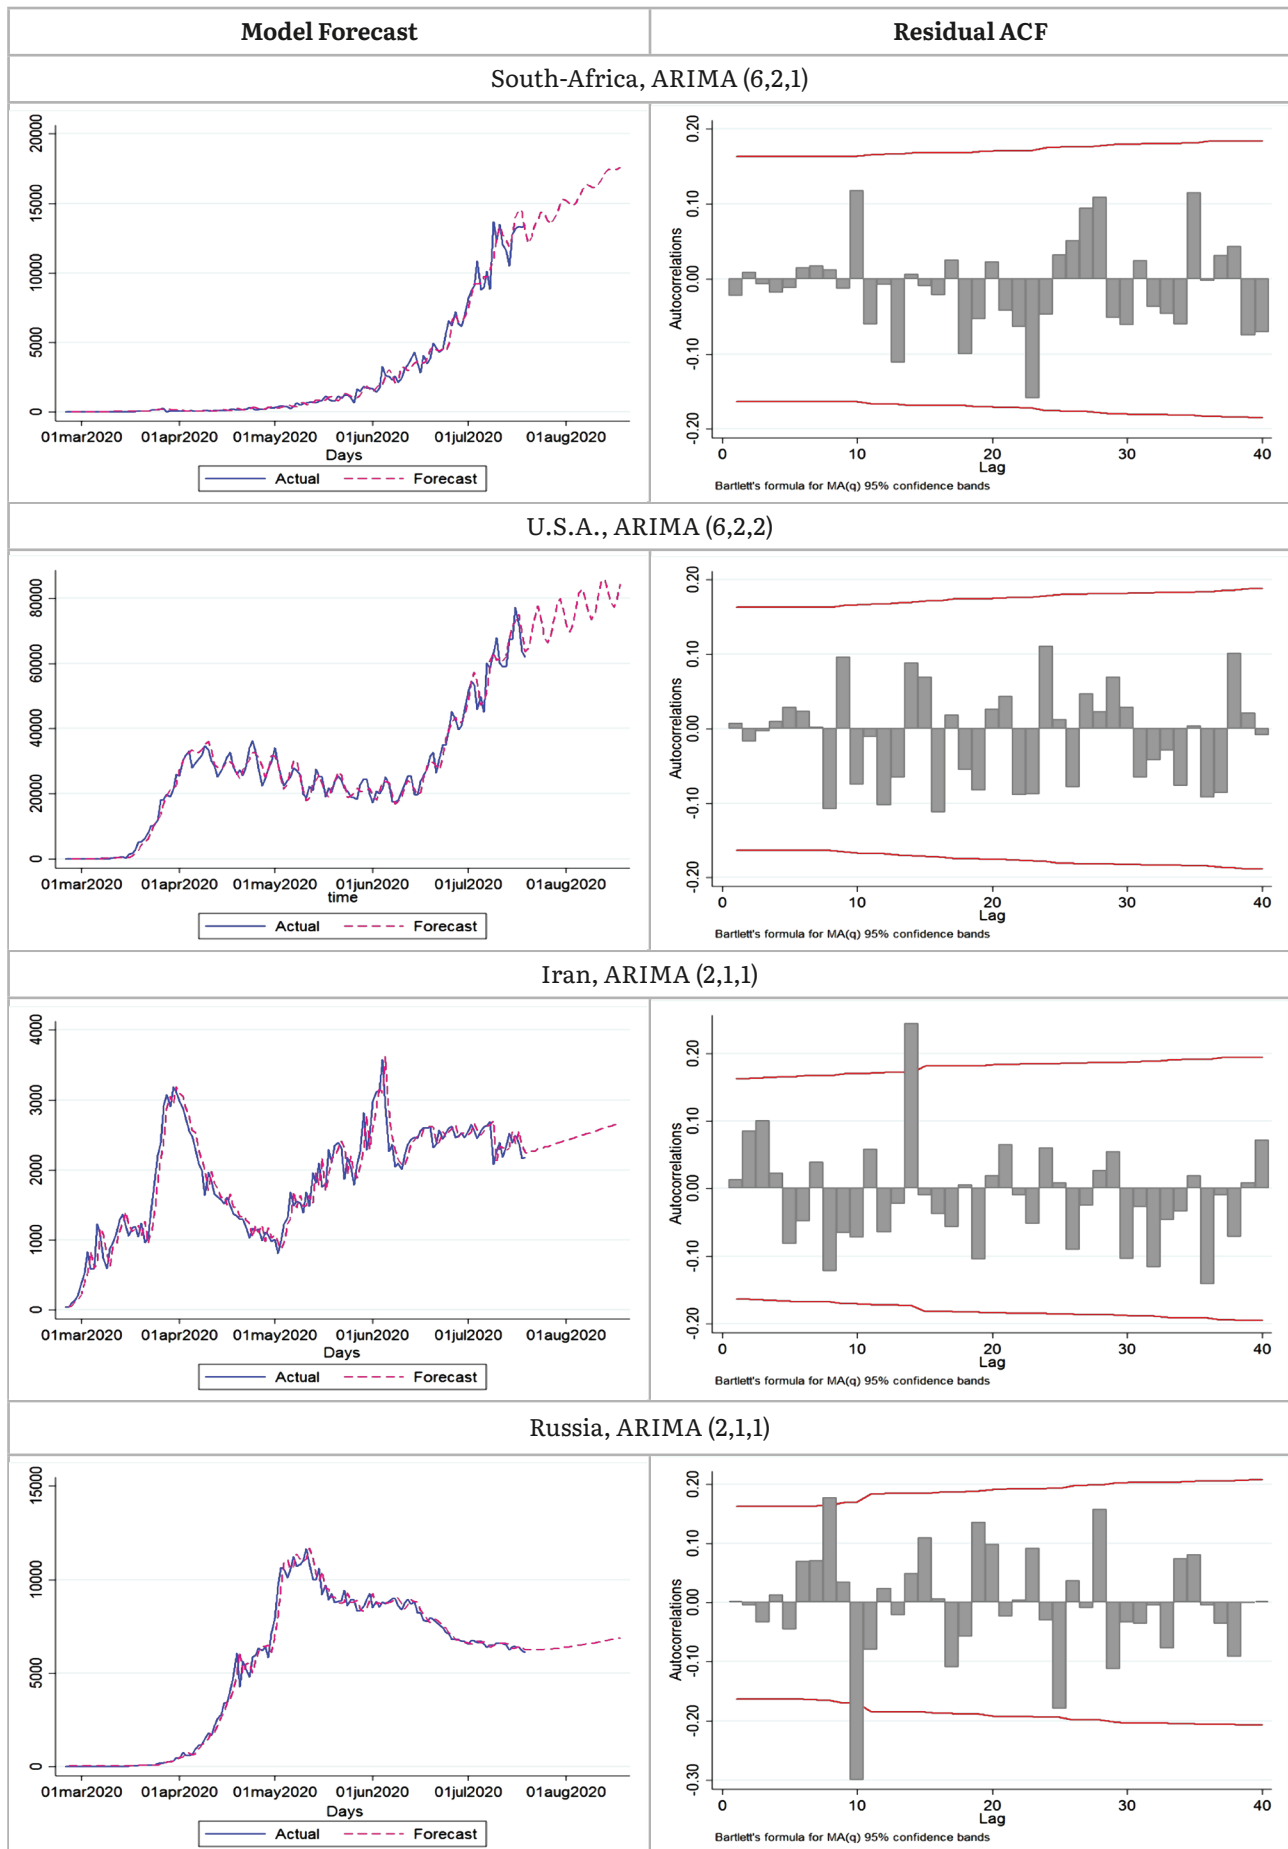 Model Forecast
Residual ACF
South-Africa, ARIMA (6,2,1)
20000
15000
10000
5000
0
01mar2020 01apr2020 01may2020 01jun2020 01jul2020 01aug2020
Days
Actual Forecast
Autocorrelations
0.20
0.10
0.00
-0.10
-0.20
0 10 20 30 40
Lag
Bartlett's formula for MA(q) 95% confidence bands
U.S.A., ARIMA (6,2,2)
80000
60000
40000
20000
0
01mar2020 01apr2020 01may2020 01jun2020 01jul2020 01aug2020
time
Actual Forecast
Autocorrelations
0.20
0.10
0.00
-0.10
-0.20
0 10 20 30 40
Lag
Bartlett's formula for MA(q) 95% confidence bands
Iran, ARIMA (2,1,1)
4000
3000
2000
1000
0
01mar2020 01apr2020 01may2020 01jun2020 01jul2020 01aug2020
Days
Actual Forecast
Autocorrelations
0.20
0.10
0.00
-0.10
-0.20
0 10 20 30 40
Lag
Bartlett's formula for MA(q) 95% confidence bands
Russia, ARIMA (2,1,1)
15000
10000
5000
0
01mar2020 01apr2020 01may2020 01jun2020 01jul2020 01aug2020
Days
Actual Forecast
Autocorrelations
0.20
0.10
0.00
-0.10
-0.20
-0.30
0 10 20 30 40
Lag
Bartlett's formula for MA(q) 95% confidence bands